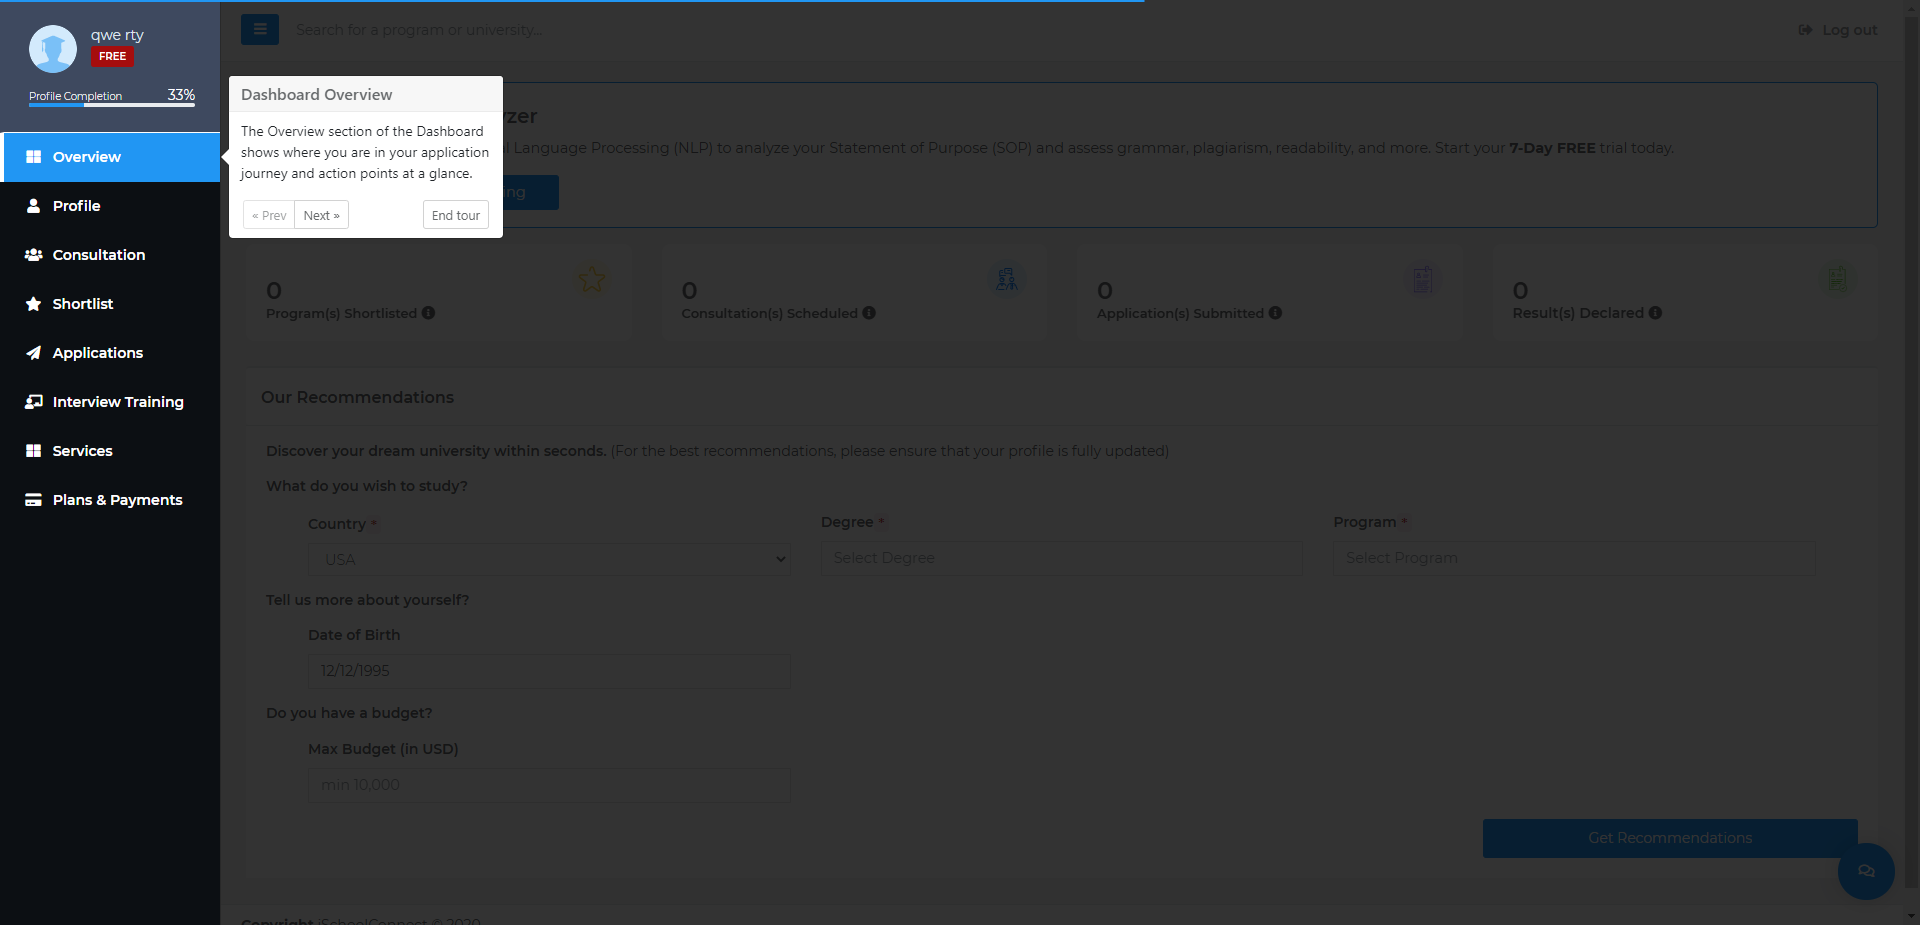 qwe rty
FREE
Profile Completion 33%
Overview
Profile
Consultation
Shortlist
Applications
Interview Training
Services
Plans & Payments
Search for a program or university...
Log out
Dashboard Overview
The Overview section of the Dashboard
shows where you are in your application
journey and action points at a glance.
« Prev
Next »
End tour
Language Processing (NLP) to analyze your Statement of Purpose (SOP) and assess grammar, plagiarism, readability, and more. Start your 7-Day FREE trial today.
0
Program(s) Shortlisted
0
Consultation(s) Scheduled
0
Application(s) Submitted
0
Result(s) Declared
Our Recommendations
Discover your dream university within seconds. (For the best recommendations, please ensure that your profile is fully updated)
What do you wish to study?
Country *
Degree *
Program *
USA
Select Degree
Select Program
Tell us more about yourself?
Date of Birth
12/12/1995
Do you have a budget?
Max Budget (in USD)
min 10,000
Get Recommendations
Copyright iSchoolConnect © 2020